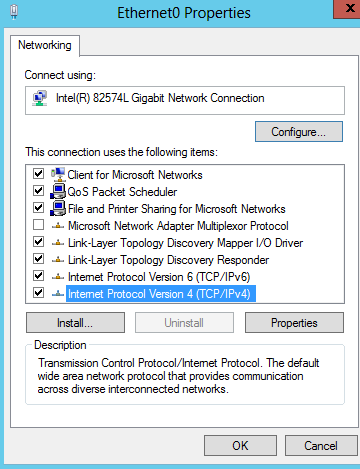 Ethernet0 Properties
Networking
Connect using:
Intel(R) 82574L Gigabit Network Connection
Configure...
This connection uses the following items:
Client for Microsoft Networks
QoS Packet Scheduler
File and Printer Sharing for Microsoft Networks
Microsoft Network Adapter Multiplexor Protocol
Link-Layer Topology Discovery Mapper I/O Driver
Link-Layer Topology Discovery Responder
Internet Protocol Version 6 (TCP/IPv6)
Internet Protocol Version 4 (TCP/IPv4)
Install...
Uninstall
Properties
Description
Transmission Control Protocol/Internet Protocol. The default
wide area network protocol that provides communication
across diverse interconnected networks.
OK
Cancel